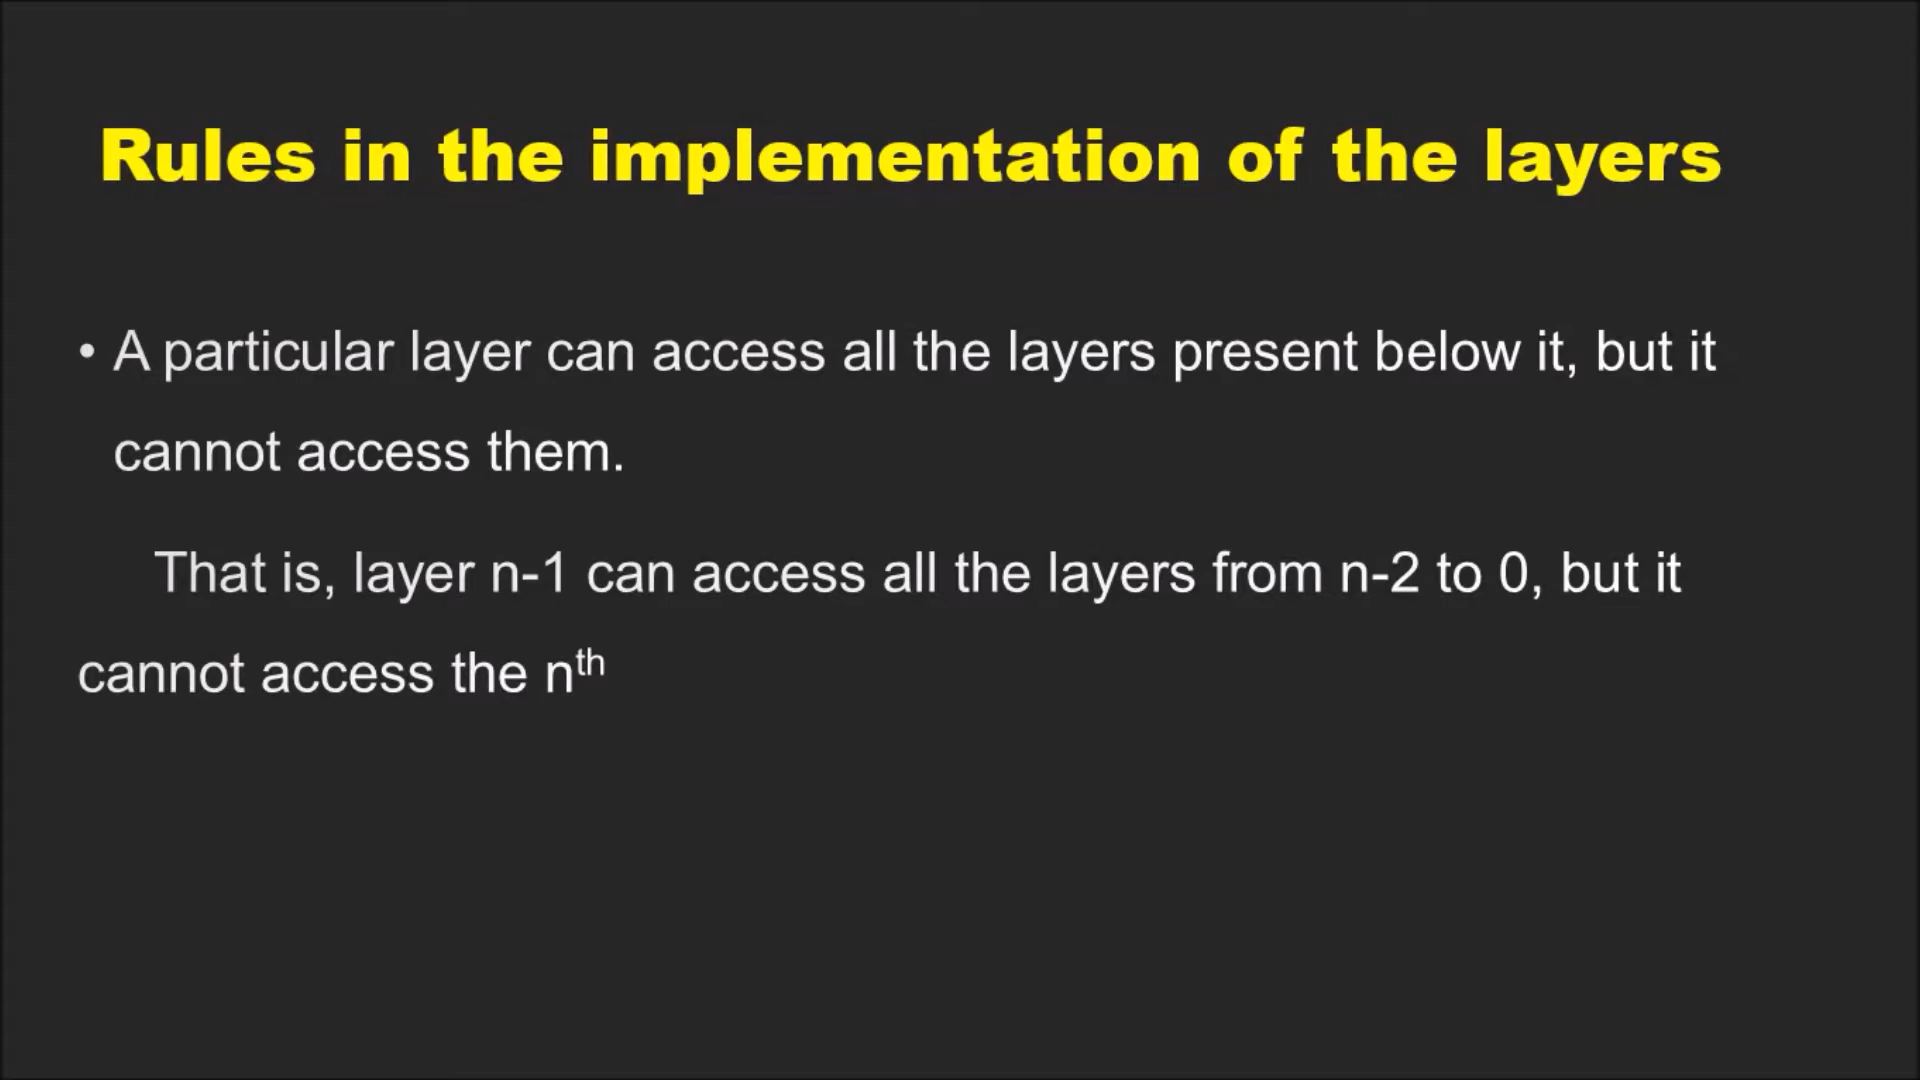 Rules in the implementation of the layers
• A particular layer can access all the layers present below it, but it
cannot access them.
That is, layer n-1 can access all the layers from n-2 to 0, but it
cannot access the nth